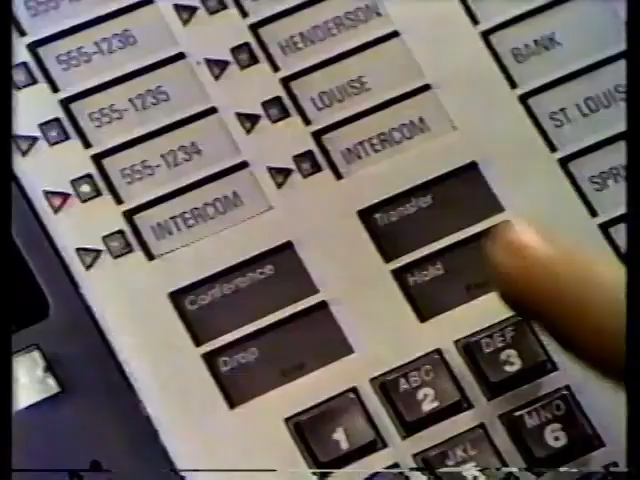 555-1236
555-1235
555-1234
INTERCOM
HENDERSON
LOUISE
INTERCOM
BANK
ST. LOUIS
Transfer
Hold
Conference
Drop
1
ABC
2
DEF
3
JKL
MNO
6